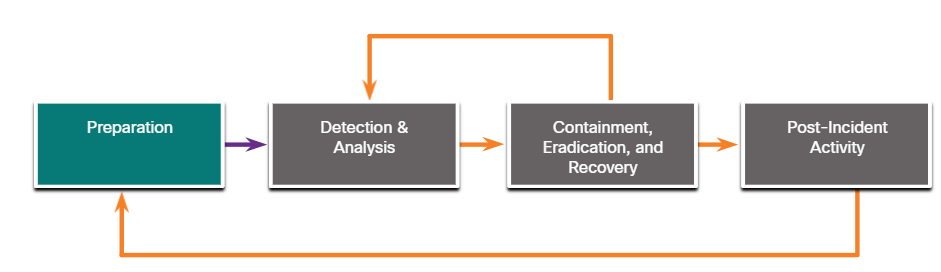 Preparation
Detection &
Analysis
Containment,
Eradication, and
Recovery
Post-Incident
Activity